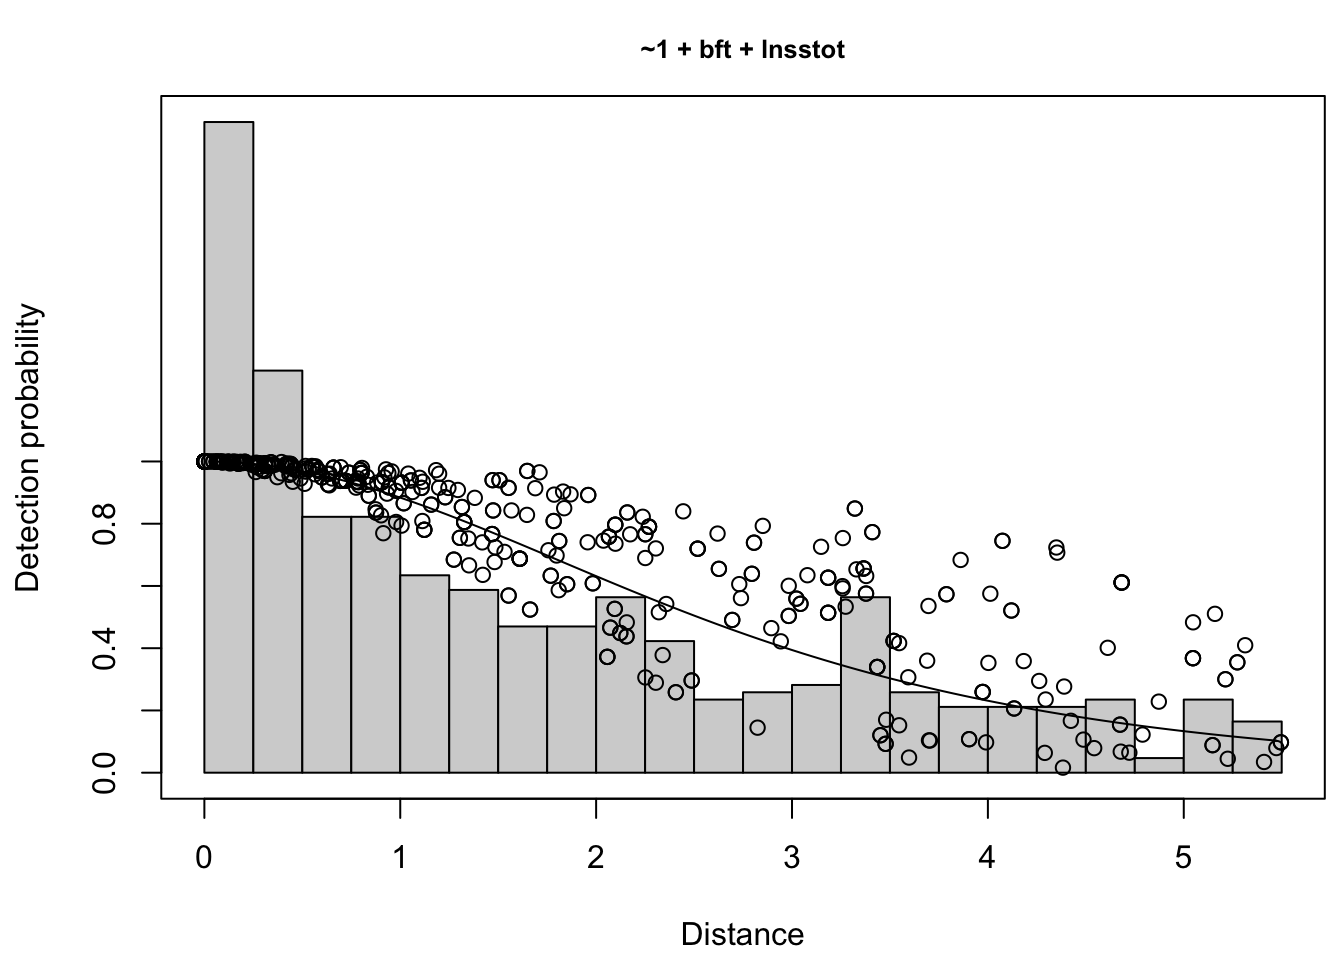 ~1 + bft + lnsstot
Detection probability
0.8
0.4
0.0
0 1 2 3 4 5
Distance